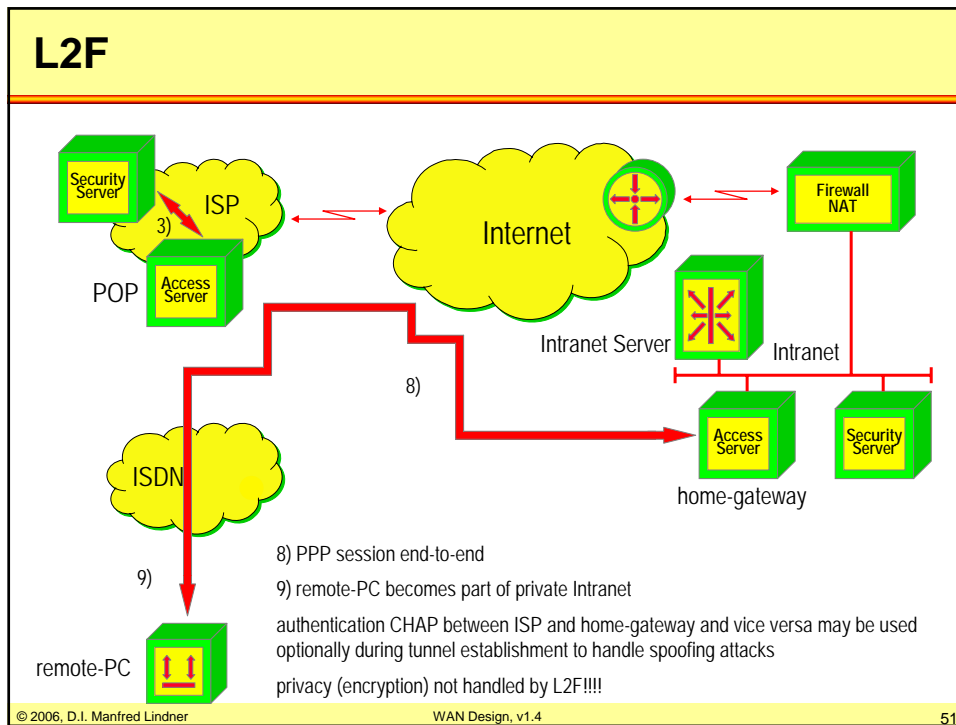 L2F
Security
Server
ISP
3)
POP
Access
Server
Internet
Firewall
NAT
Intranet Server
Intranet
8)
Access
Server
Security
Server
home-gateway
ISDN
9)
remote-PC
8) PPP session end-to-end
9) remote-PC becomes part of private Intranet
authentication CHAP between ISP and home-gateway and vice versa may be used
optionally during tunnel establishment to handle spoofing attacks
privacy (encryption) not handled by L2F!!!!
© 2006, D.I. Manfred Lindner
WAN Design, v1.4
51